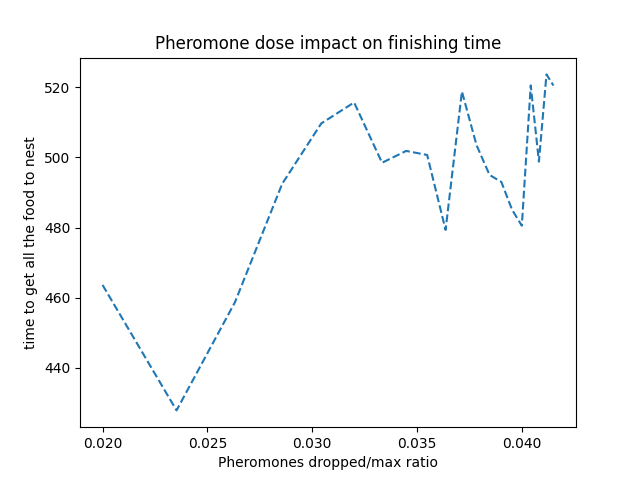 Pheromone dose impact on finishing time
520
500
480
460
440
time to get all the food to nest
0.020 0.025 0.030 0.035 0.040
Pheromones dropped/max ratio